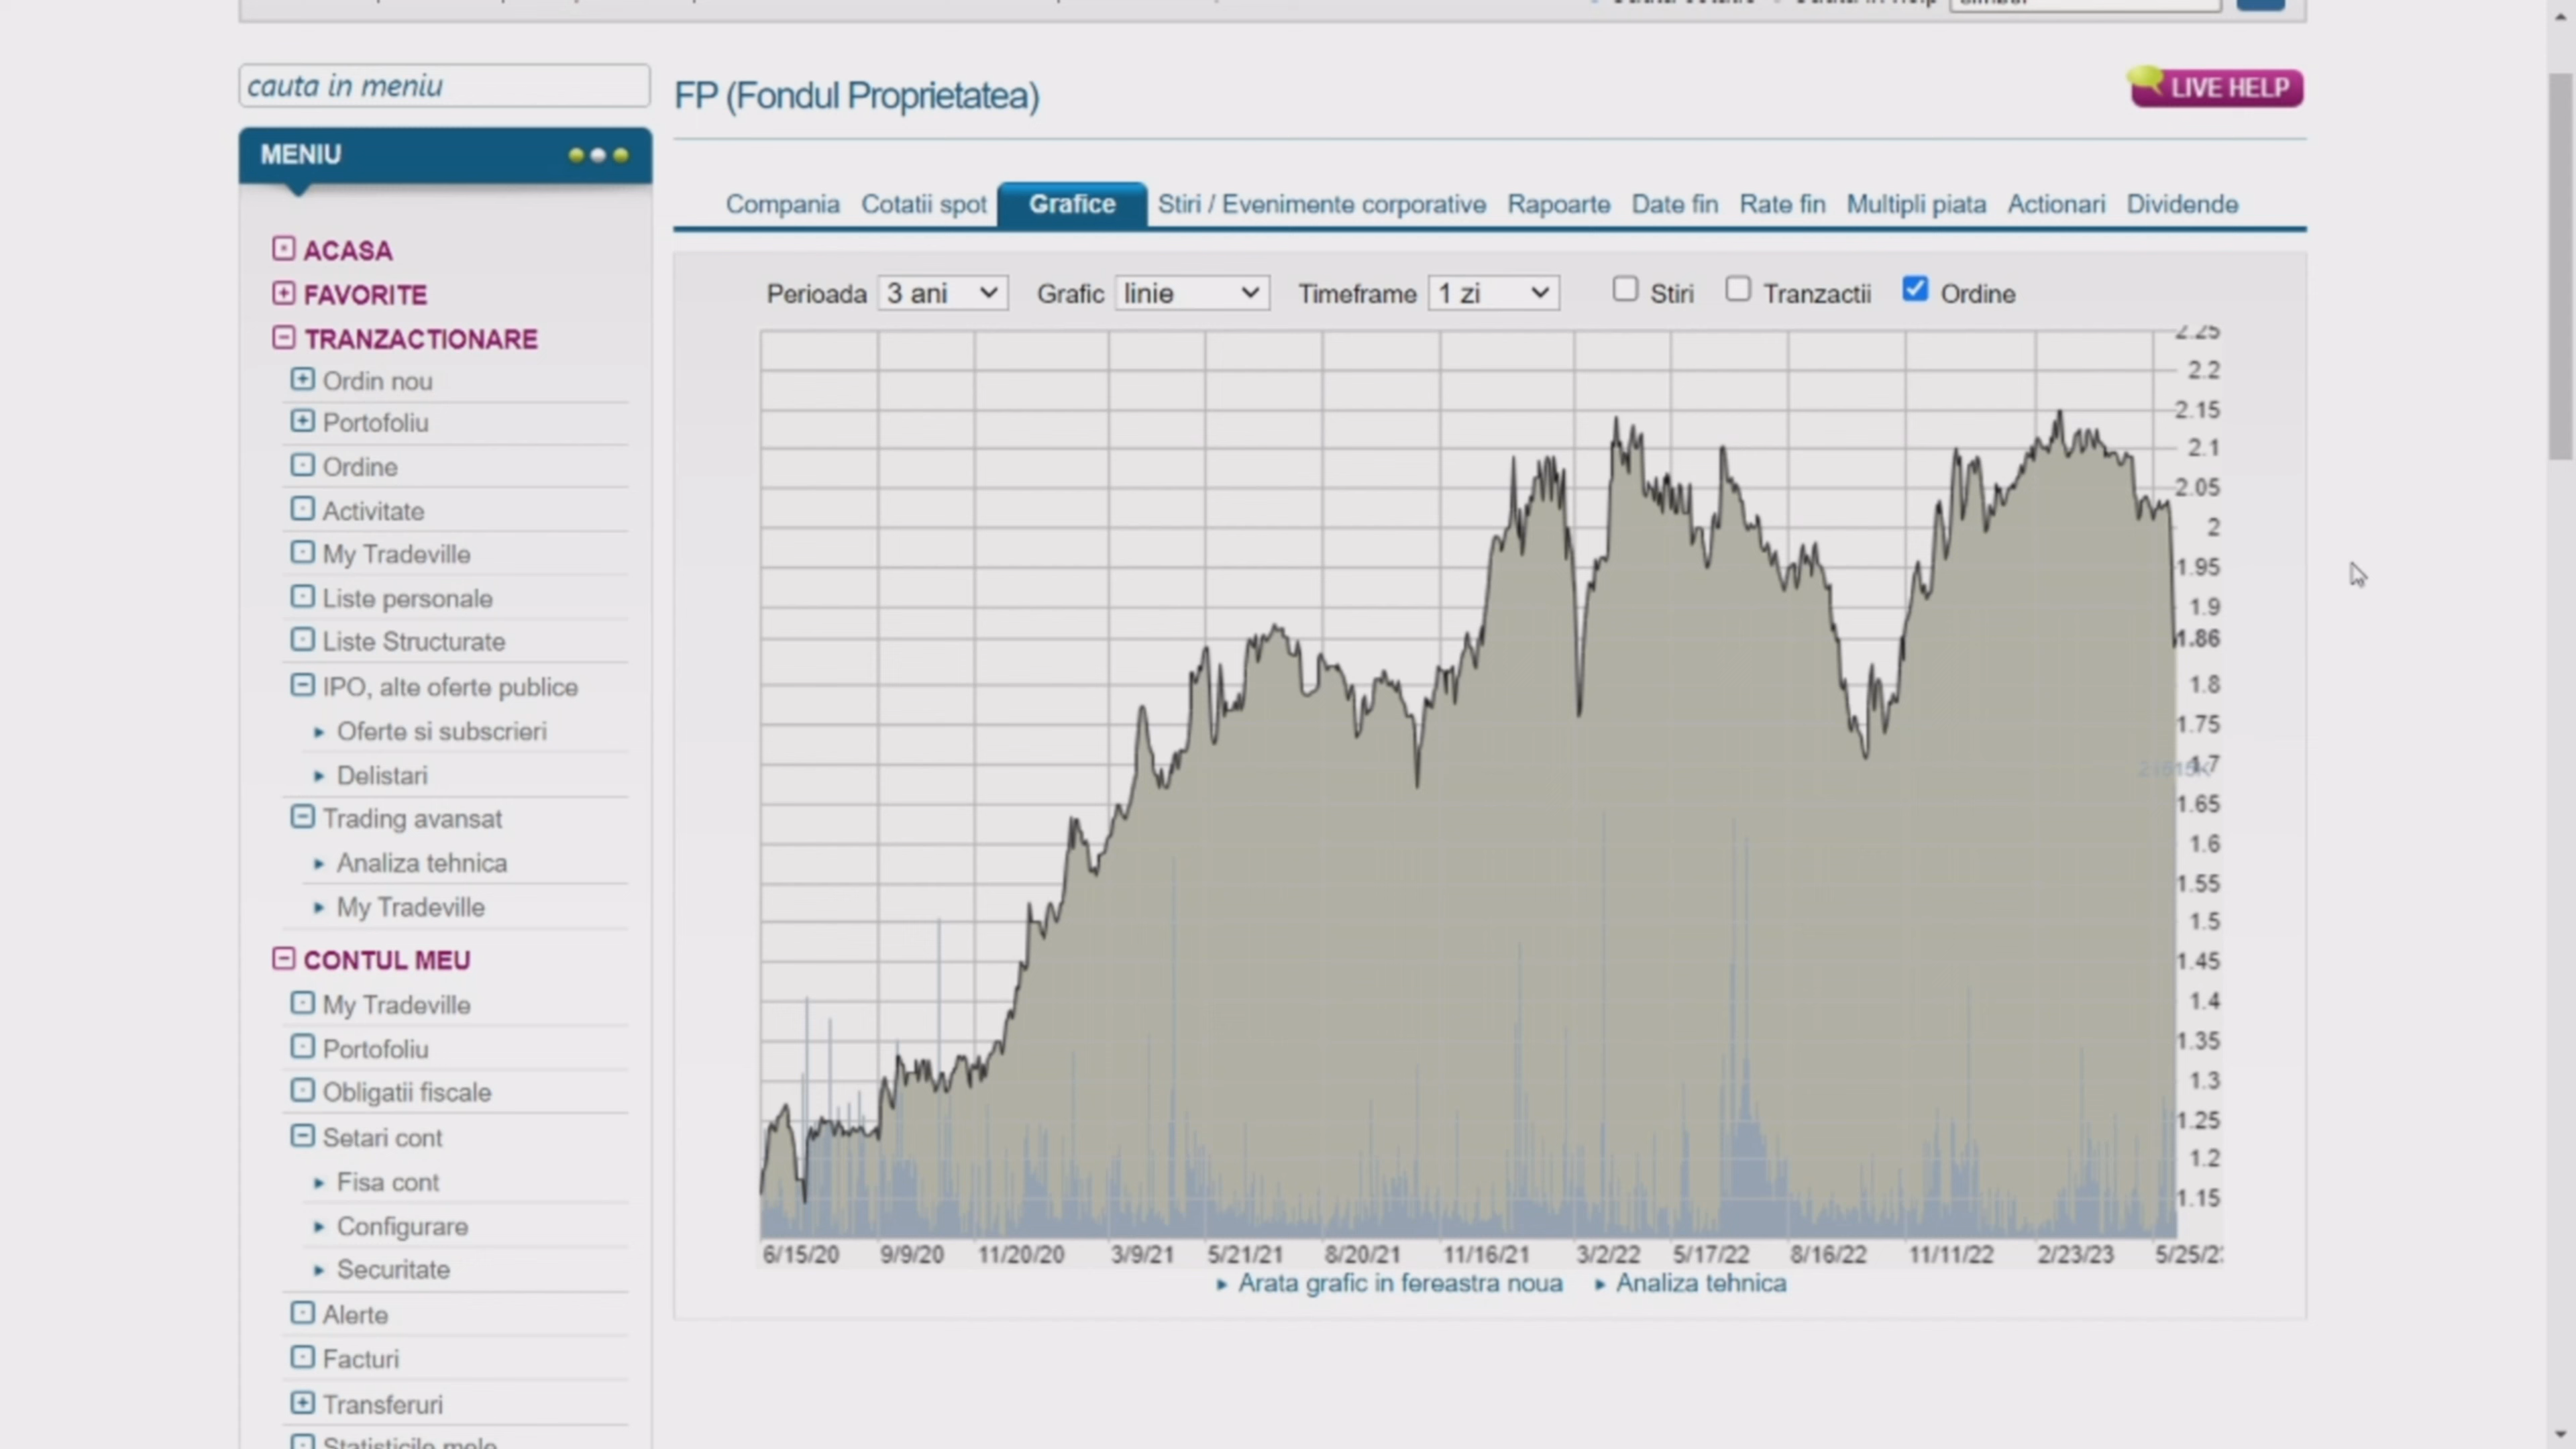 cauta in meniu
FP (Fondul Proprietatea)
LIVE HELP
MENIU
Compania Cotatii spot Grafice Stiri / Evenimente corporative Rapoarte Date fin Rate fin Multipli piata Actionari Dividende
ACASA
FAVORITE
TRANZACTIONARE
Ordin nou
Portofoliu
Ordine
Activitate
My Tradeville
Liste personale
Liste Structurate
IPO, alte oferte publice
Oferte si subscrieri
Delistari
Trading avansat
Analiza tehnica
My Tradeville
CONTUL MEU
My Tradeville
Portofoliu
Obligatii fiscale
Setari cont
Fisa cont
Configurare
Securitate
Alerte
Facturi
Transferuri
Statisticile mele
Perioada 3 ani Grafic linie Timeframe 1 zi Stiri Tranzactii Ordine
2.25
2.2
2.15
2.1
2.05
2
1.95
1.9
1.86
1.8
1.75
1.7
1.65
1.6
1.55
1.5
1.45
1.4
1.35
1.3
1.25
1.2
1.15
6/15/20 9/9/20 11/20/20 3/9/21 5/21/21 8/20/21 11/16/21 3/2/22 5/17/22 8/16/22 11/11/22 2/23/23 5/25/2
Arata grafic in fereastra noua Analiza tehnica